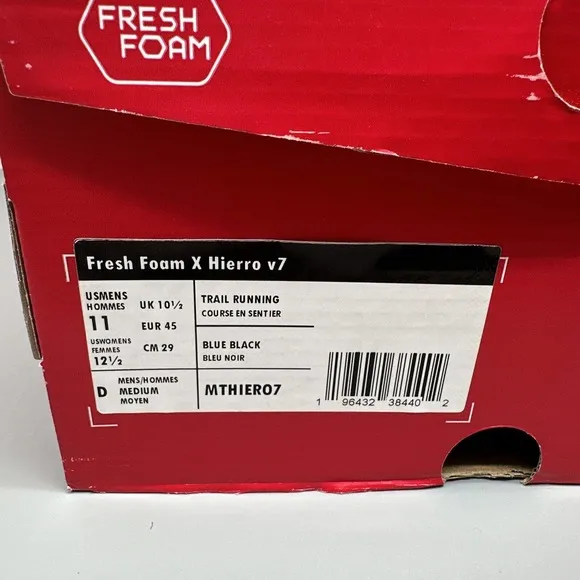 FRESH
FOAM
Fresh Foam X Hierro v7
USMENS
HOMMES
11
USWOMENS
FEMMES
12½
UK 10½
EUR 45
CM 29
TRAIL RUNNING
COURSE EN SENTIER
BLUE BLACK
BLEU NOIR
D
MENS/HOMMES
MEDIUM
MOYEN
MTHIERO7
1 96432 38440 2